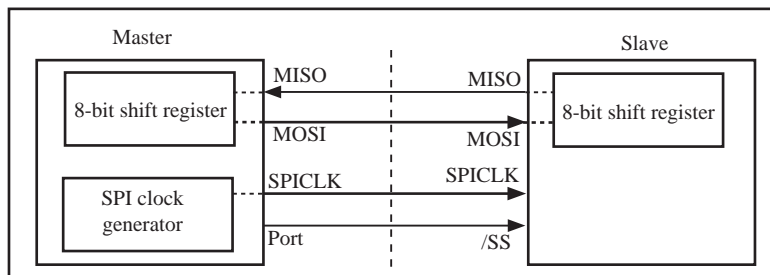 Master
Slave
MISO
MISO
8-bit shift register
8-bit shift register
MOSI
MOSI
SPICLK
SPICLK
SPI clock
generator
Port
/SS